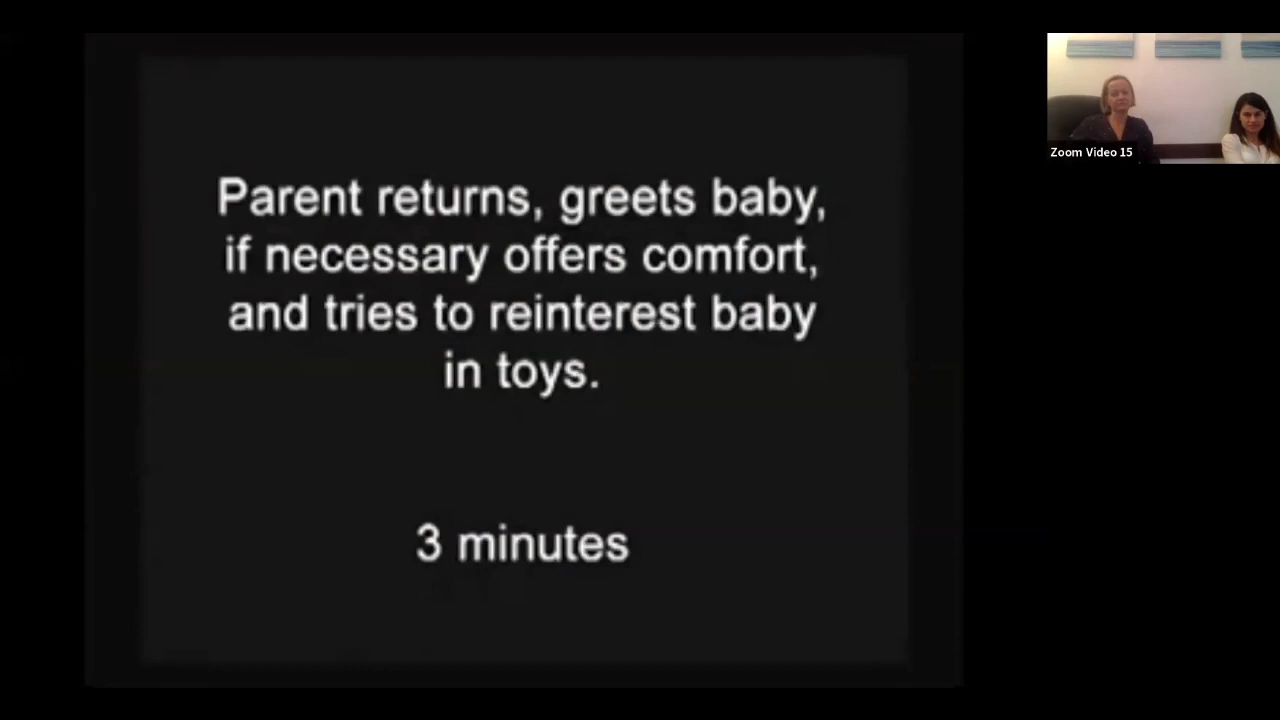 Parent returns, greets baby,
if necessary offers comfort,
and tries to reinterest baby
in toys.
3 minutes
Zoom Video 15